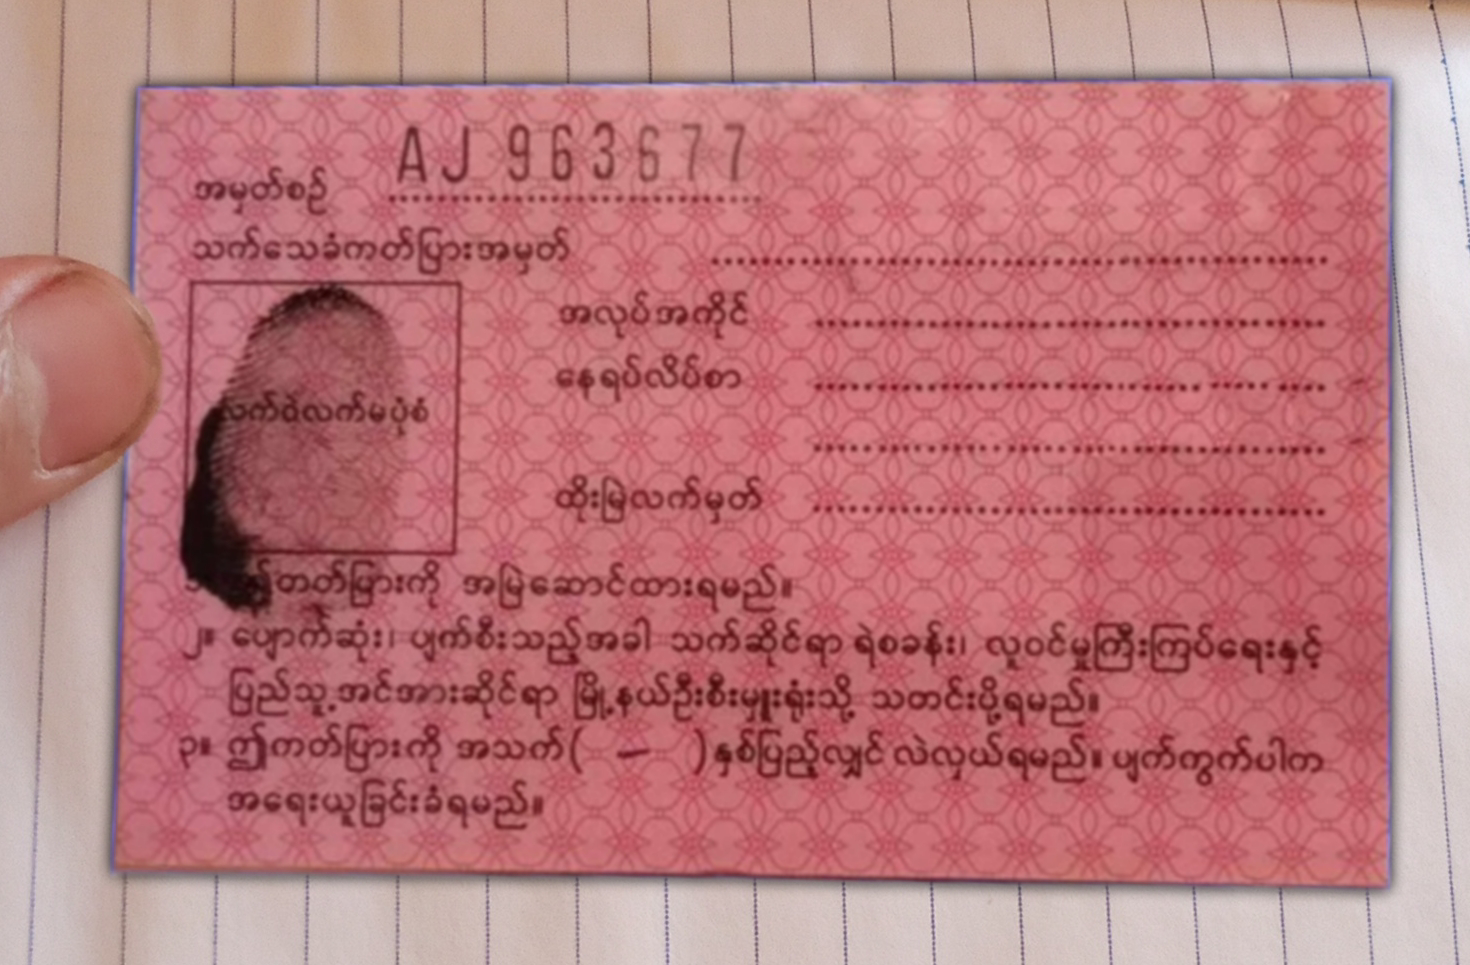 အမှတ်စဉ် AJ 963677
သက်သေခံကတ်ပြားအမှတ်
အလုပ်အကိုင်
နေရပ်လိပ်စာ
လက်ဝဲလက်မပုံစံ
ထိုးမြဲလက်မှတ်
ကတ်ပြားကို အမြဲဆောင်ထားရမည်။
၂။ ပျောက်ဆုံး၊ ပျက်စီးသည့်အခါ သက်ဆိုင်ရာ ရဲစခန်း၊ လူဝင်မှုကြီးကြပ်ရေးနှင့်
ပြည်သူ့အင်အားဆိုင်ရာ မြို့နယ်ဦးစီးမှူးရုံးသို့ သတင်းပို့ရမည်။
၃။ ဤကတ်ပြားကို အသက်( – )နှစ်ပြည့်လျှင် လဲလှယ်ရမည်။ ပျက်ကွက်ပါက
အရေးယူခြင်းခံရမည်။